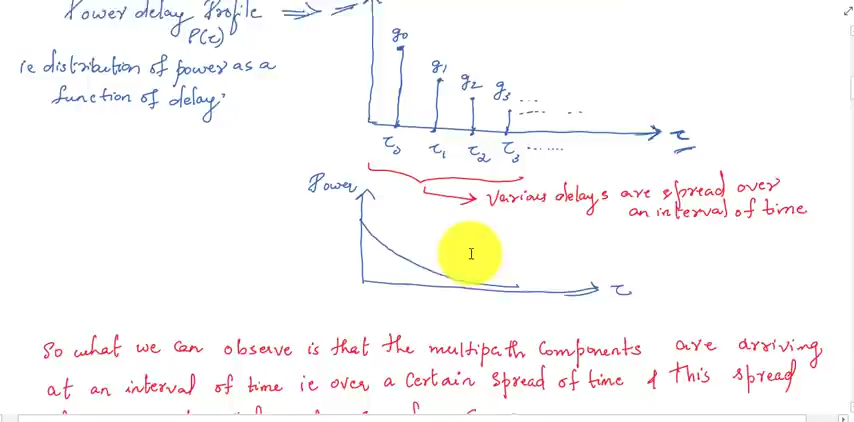 Power delay Profile
P(τ)
ie distribution of power as a
function of delay.
g0
g1
g2 g3 ...
τ
τ0 τ1 τ2 τ3 ......
Power
Various delays are spread over
an interval of time
τ
So what we can observe is that the multipath Components are arriving
at an interval of time ie over a Certain Spread of time & this spread